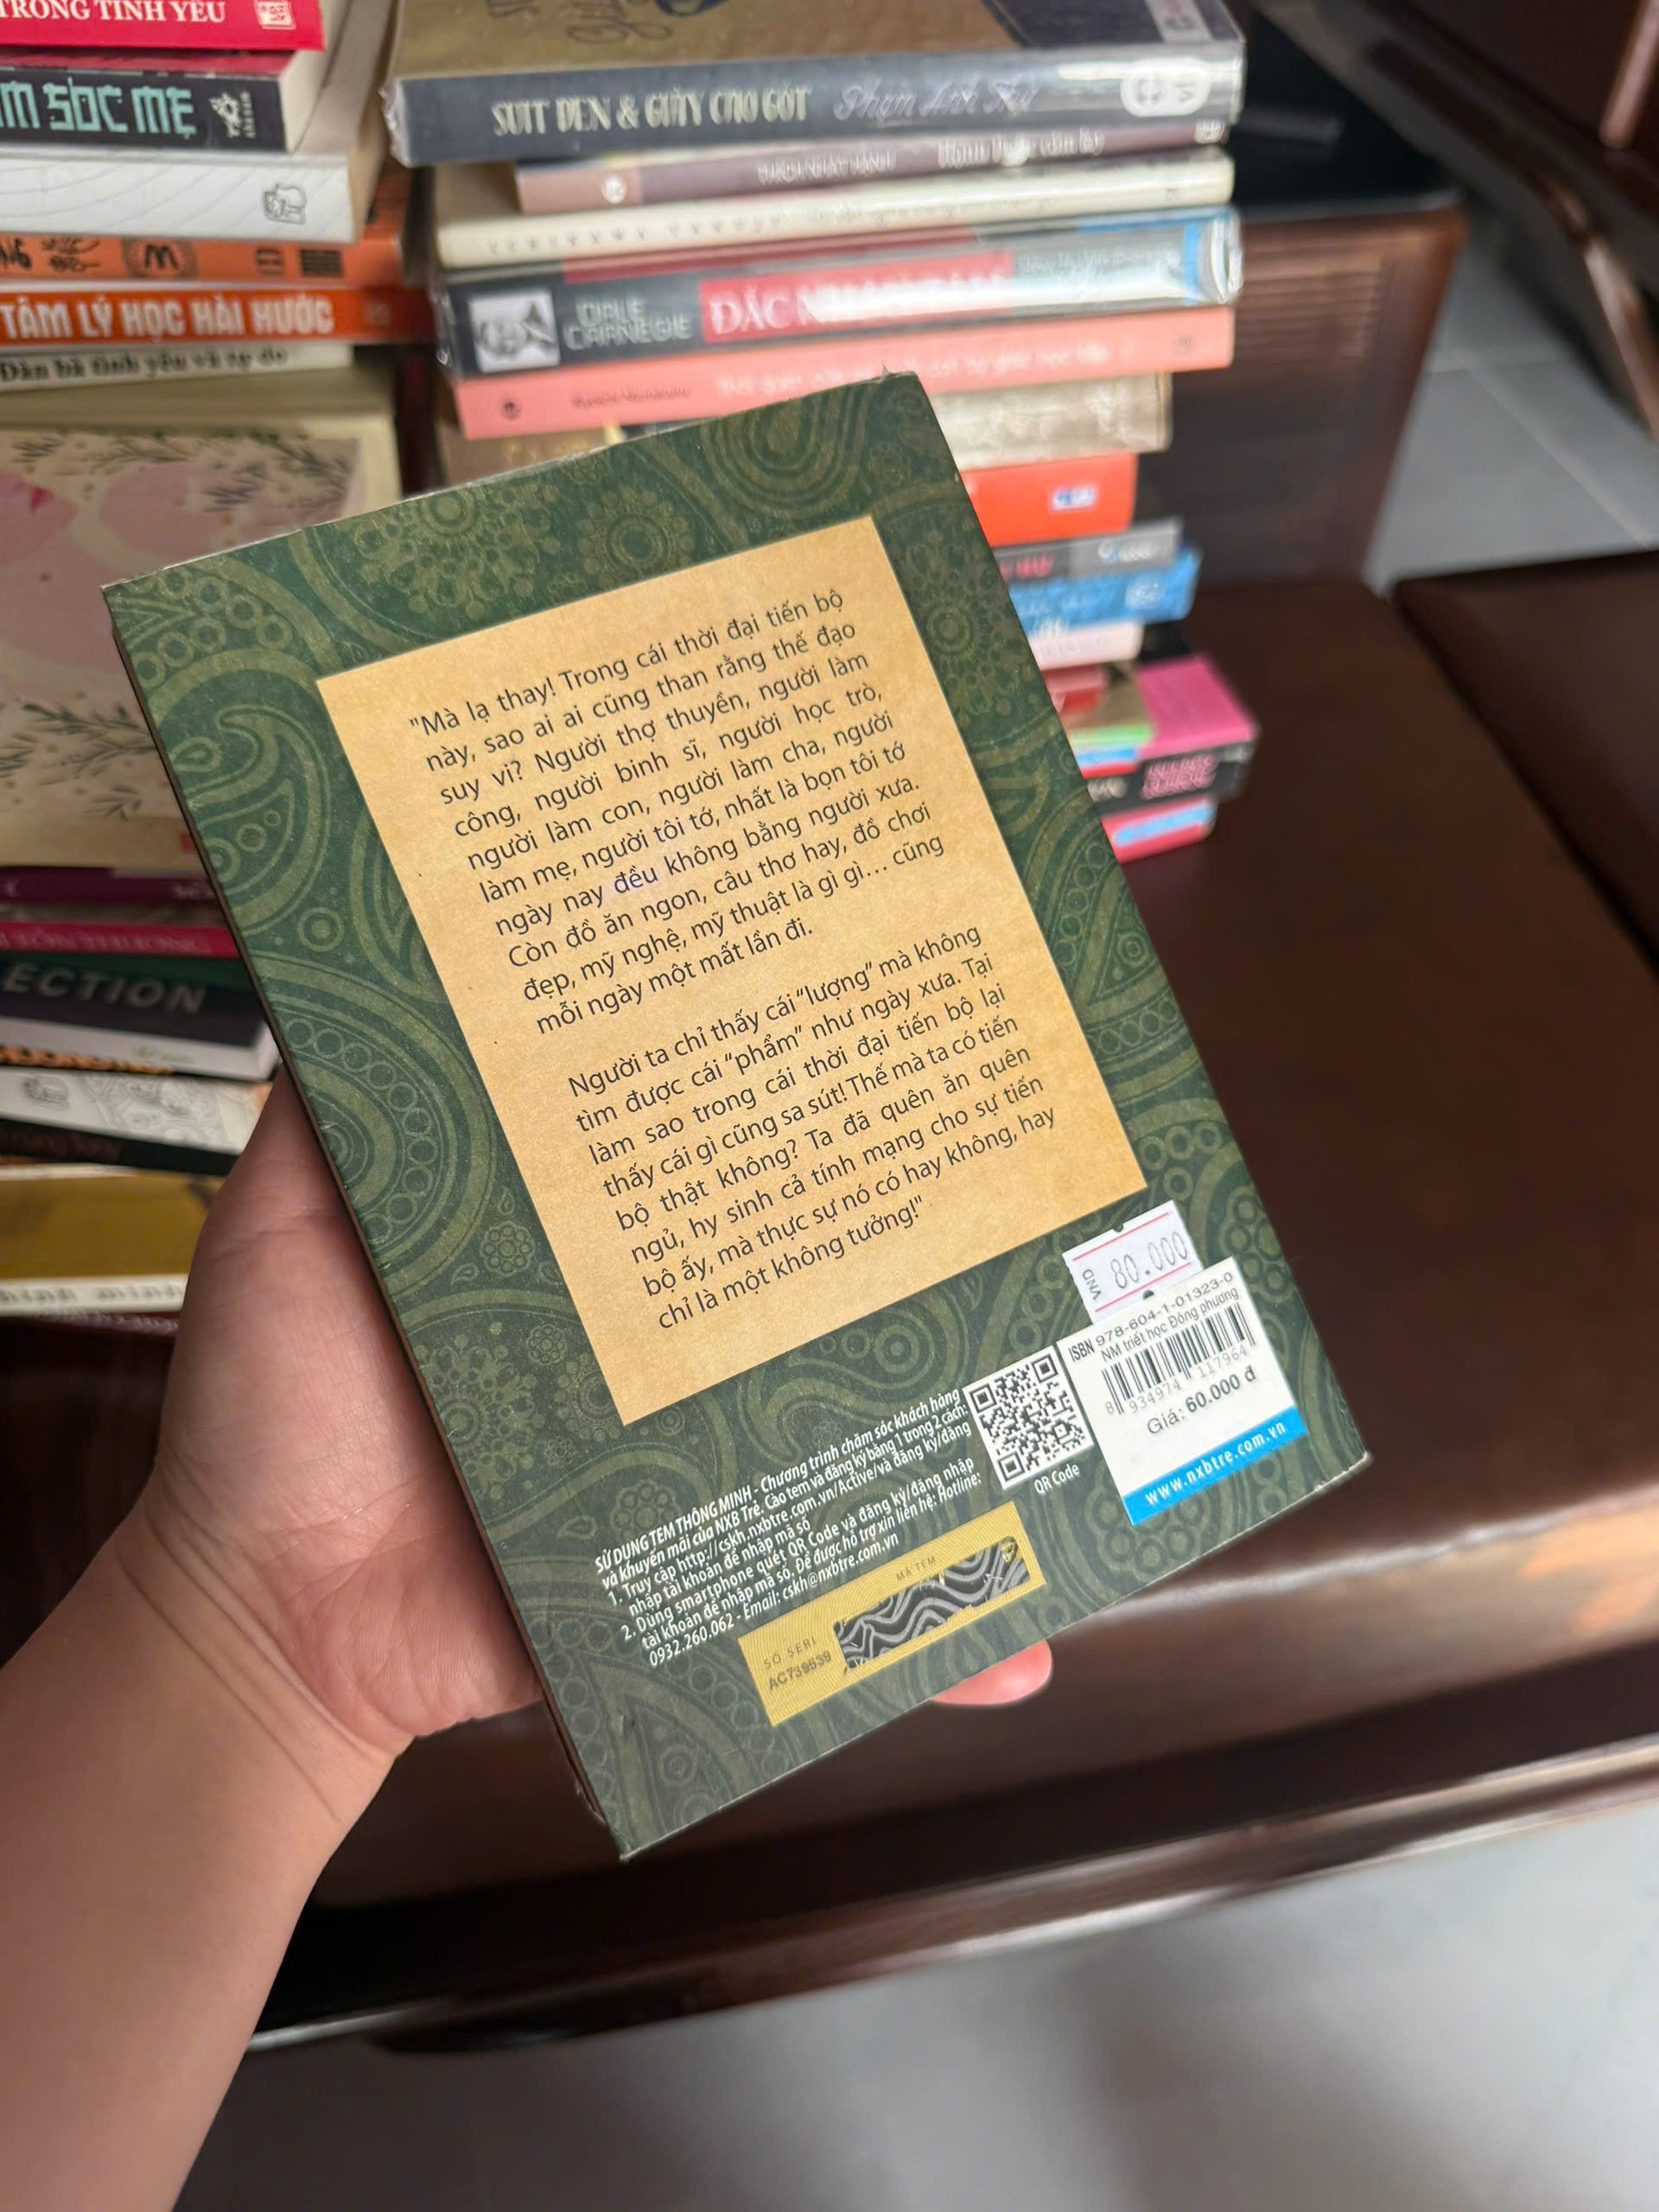 TRONG TÌNH YÊU
M SÓC MẸ
TÂM LÝ HỌC HÀI HƯỚC
Đàn bà tình yêu và tự do
TỔN THƯƠNG
ECTION
SUIT ĐEN & GIÀY CAO GÓT
DALE
CARNEGIE
ĐẮC
"Mà lạ thay! Trong cái thời đại tiến bộ
này, sao ai ai cũng than rằng thế đạo
suy vi? Người thợ thuyền, người làm
công, người binh sĩ, người học trò,
người làm con, người làm cha, người
làm mẹ, người tôi tớ, nhất là bọn tôi tớ
ngày nay đều không bằng người xưa.
Còn đồ ăn ngon, câu thơ hay, đồ chơi
đẹp, mỹ nghệ, mỹ thuật là gì gì... cũng
mỗi ngày một mất lần đi.
Người ta chỉ thấy cái "lượng" mà không
tìm được cái "phẩm" như ngày xưa. Tại
làm sao trong cái thời đại tiến bộ lại
thấy cái gì cũng sa sút! Thế mà ta có tiến
bộ thật không? Ta đã quên ăn quên
ngủ, hy sinh cả tính mạng cho sự tiến
bộ ấy, mà thực sự nó có hay không, hay
chỉ là một không tưởng!"
VND 80.000
ISBN 978-604-1-01323-0
NM triết học Đông phương
8 934974 117964
Giá: 60.000 đ
www.nxbtre.com.vn
QR Code
SỬ DỤNG TEM THÔNG MINH - Chương trình chăm sóc khách hàng
và khuyến mãi của NXB Trẻ. Cào tem và đăng ký bằng 1 trong 2 cách:
1. Truy cập http://cskh.nxbtre.com.vn/Active/và đăng ký/đăng
nhập tài khoản để nhập mã số
2. Dùng smartphone quét QR Code và đăng ký/đăng nhập
tài khoản để nhập mã số. Để được hỗ trợ xin liên hệ: Hotline:
0932.260.062 - Email: cskh@nxbtre.com.vn
MÃ TEM
SỐ SERI
AC739639